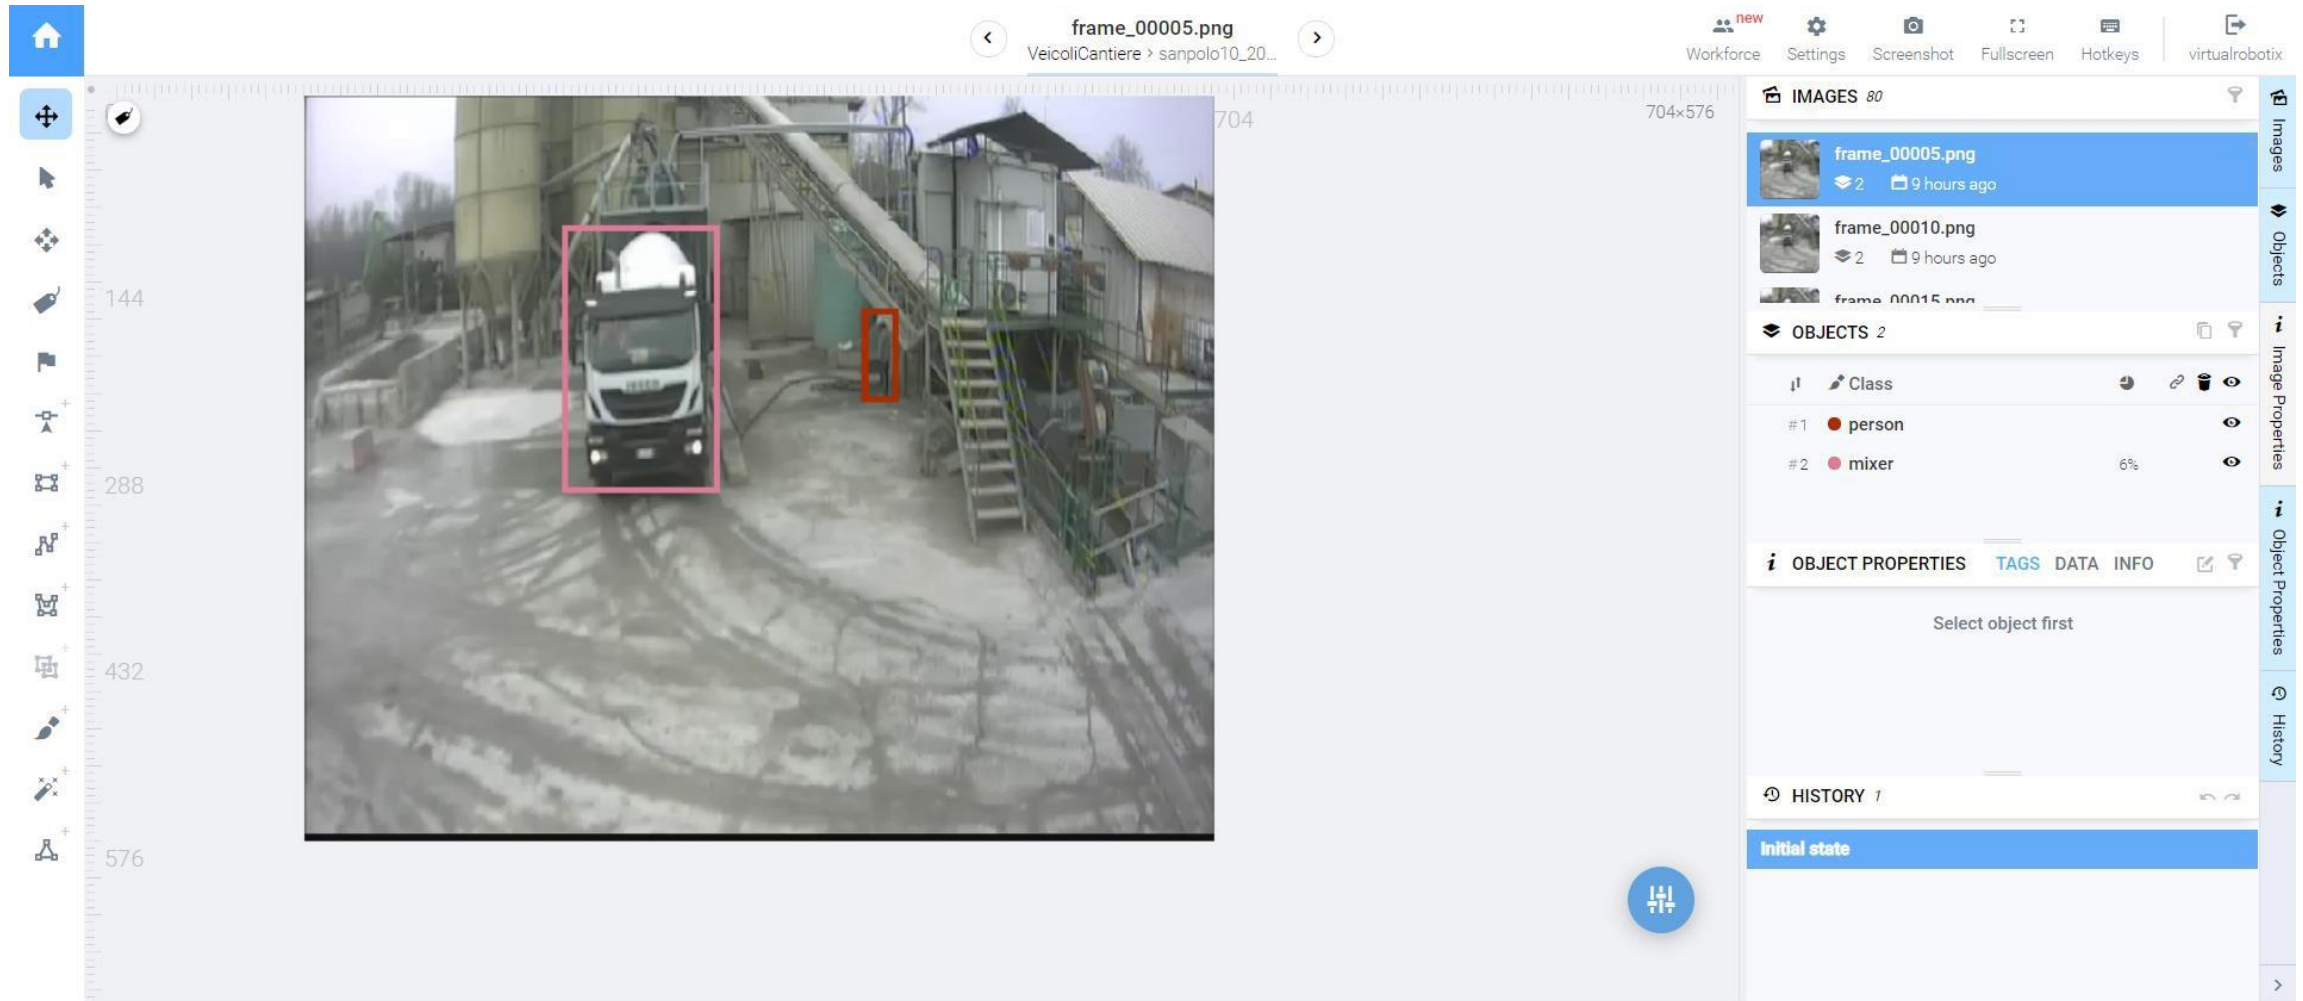 frame_00005.png
VeicoliCantiere > sanpolo10_20...
new
Workforce
Settings
Screenshot
Fullscreen
Hotkeys
virtualrobotix
704
704×576
144
288
432
576
IVECO
IMAGES 80
frame_00005.png
2 9 hours ago
frame_00010.png
2 9 hours ago
frame_00015.png
OBJECTS 2
Class
#1 person
#2 mixer 6%
OBJECT PROPERTIES TAGS DATA INFO
Select object first
HISTORY 1
Initial state
Images
Objects
Image Properties
Object Properties
History